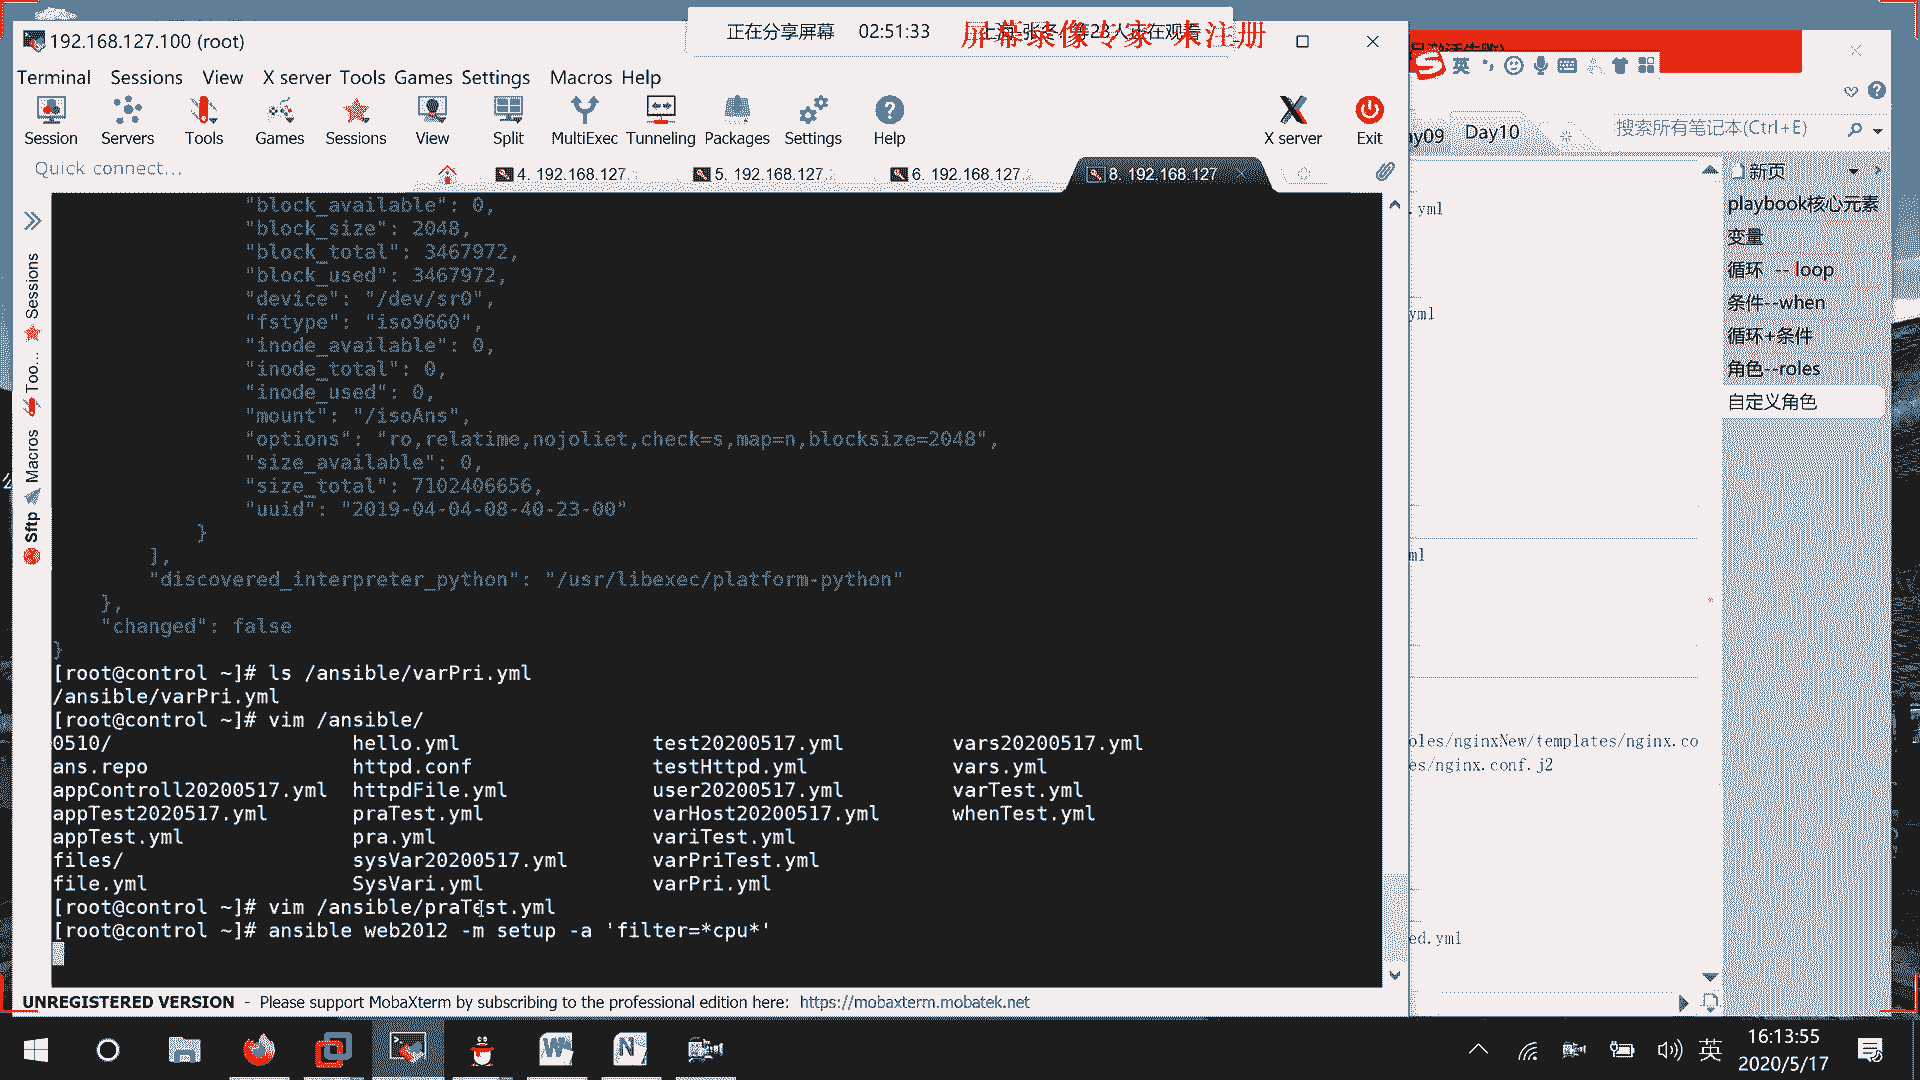 正在分享屏幕 02:51:33
屏幕录像专家 未注册
192.168.127.100 (root)
Terminal Sessions View X server Tools Games Settings Macros Help
Session Servers Tools Games Sessions View Split MultiExec Tunneling Packages Settings Help X server Exit
Quick connect...
4. 192.168.127. 5. 192.168.127. 6. 192.168.127. 8. 192.168.127
Sessions
Too...
Macros
Sftp
"block_available": 0,
"block_size": 2048,
"block_total": 3467972,
"block_used": 3467972,
"device": "/dev/sr0",
"fstype": "iso9660",
"inode_available": 0,
"inode_total": 0,
"inode_used": 0,
"mount": "/isoAns",
"options": "ro,relatime,nojoliet,check=s,map=n,blocksize=2048",
"size_available": 0,
"size_total": 7102406656,
"uuid": "2019-04-04-08-40-23-00"
}
],
"discovered_interpreter_python": "/usr/libexec/platform-python"
},
"changed": false
}
[root@control ~]# ls /ansible/varPri.yml
/ansible/varPri.yml
[root@control ~]# vim /ansible/
0510/ hello.yml test20200517.yml vars20200517.yml
ans.repo httpd.conf testHttpd.yml vars.yml
appControll20200517.yml httpdFile.yml user20200517.yml varTest.yml
appTest2020517.yml praTest.yml varHost20200517.yml whenTest.yml
appTest.yml pra.yml variTest.yml
files/ sysVar20200517.yml varPriTest.yml
file.yml SysVari.yml varPri.yml
[root@control ~]# vim /ansible/praTest.yml
[root@control ~]# ansible web2012 -m setup -a 'filter=*cpu*'
UNREGISTERED VERSION - Please support MobaXterm by subscribing to the professional edition here: https://mobaxterm.mobatek.net
英
ay09 Day10 搜索所有笔记本(Ctrl+E)
新页
playbook核心元素
变量
循环 -- loop
条件--when
循环+条件
角色--roles
自定义角色
.yml
yml
ml
oles/nginxNew/templates/nginx.co
es/nginx.conf.j2
ed.yml
英
16:13:55
2020/5/17